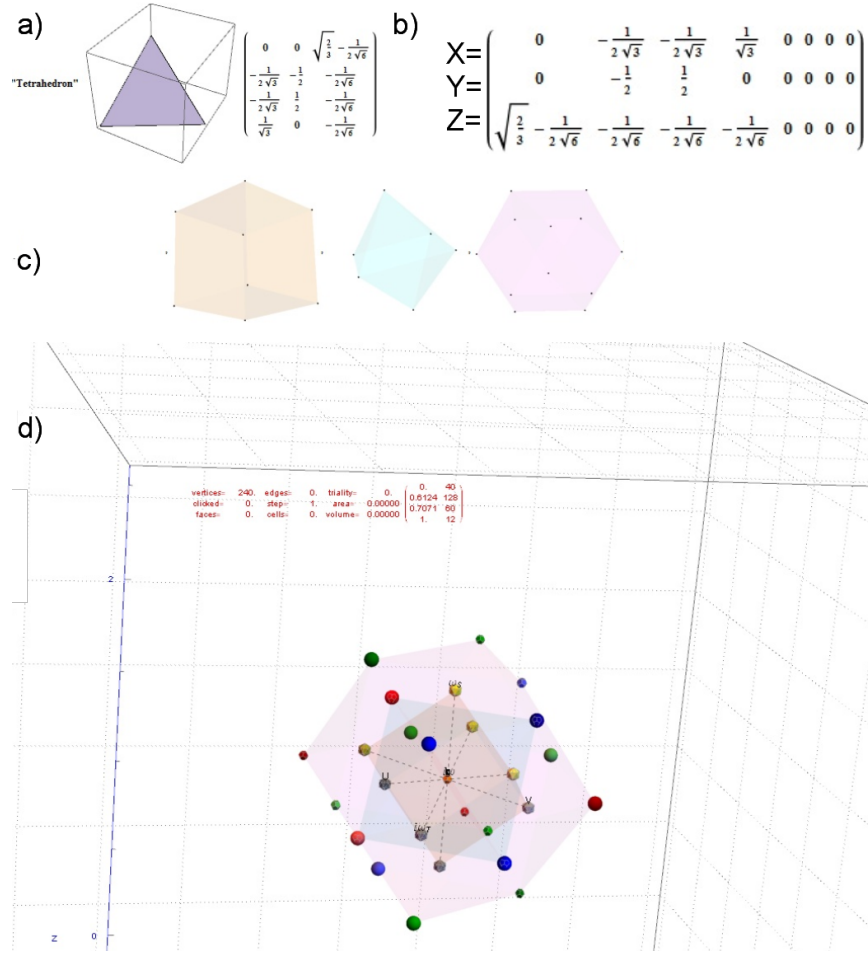 a)
"Tetrahedron"
0 0 √(2/3) − 1/(2√6)
−1/(2√3) −1/2 −1/(2√6)
−1/(2√3) 1/2 −1/(2√6)
1/√3 0 −1/(2√6)
b)
X= 0 −1/(2√3) −1/(2√3) 1/√3 0 0 0 0
Y= 0 −1/2 1/2 0 0 0 0 0
Z= √(2/3) − 1/(2√6) −1/(2√6) −1/(2√6) −1/(2√6) 0 0 0 0
c)
d)
vertices= 240. edges= 0. triality= 0. 0. 40
clicked= 0. step= 1. area= 0.00000 0.6124 128
faces= 0. cells= 0. volume= 0.00000 0.7071 60
1. 12
2
ωS
U
V
Z
0